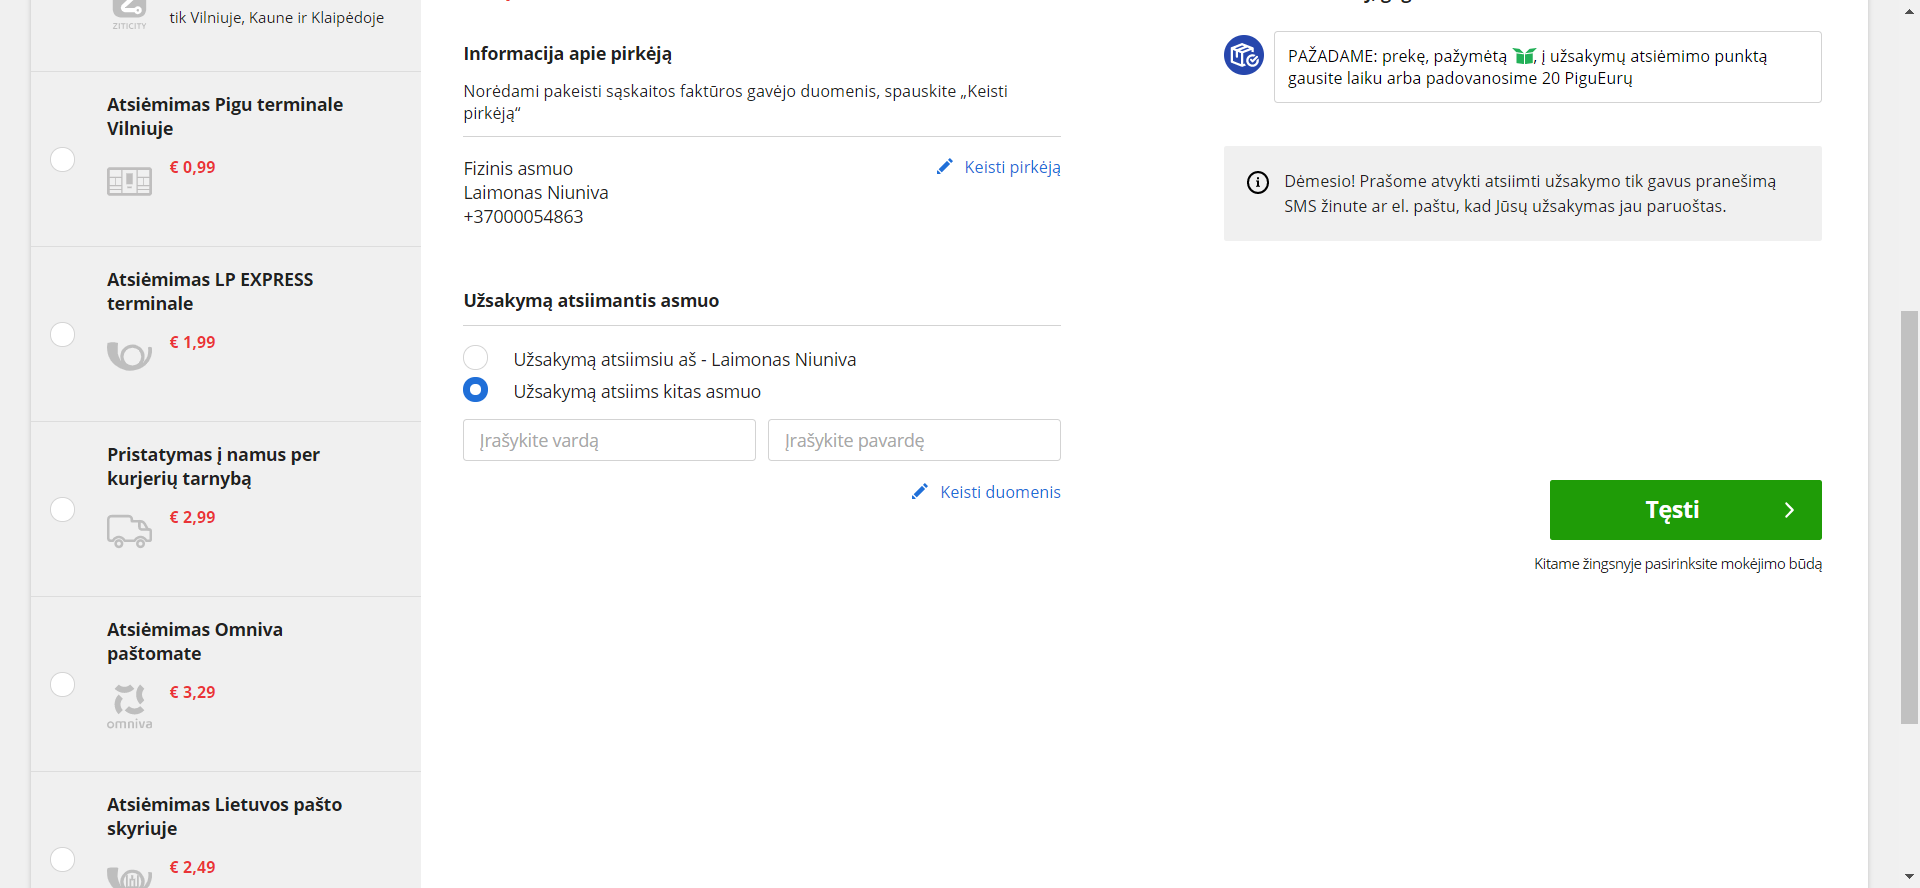 ZITICITY
tik Vilniuje, Kaune ir Klaipėdoje
Atsiėmimas Pigu terminale
Vilniuje
€ 0,99
Atsiėmimas LP EXPRESS
terminale
€ 1,99
Pristatymas į namus per
kurjerių tarnybą
€ 2,99
Atsiėmimas Omniva
paštomate
€ 3,29
omniva
Atsiėmimas Lietuvos pašto
skyriuje
€ 2,49
Informacija apie pirkėją
Norėdami pakeisti sąskaitos faktūros gavėjo duomenis, spauskite „Keisti
pirkėją“
Fizinis asmuo
Laimonas Niuniva
+37000054863
Keisti pirkėją
Užsakymą atsiimantis asmuo
Užsakymą atsiimsiu aš - Laimonas Niuniva
Užsakymą atsiims kitas asmuo
Įrašykite vardą
Įrašykite pavardę
Keisti duomenis
PAŽADAME: prekę, pažymėtą , į užsakymų atsiėmimo punktą
gausite laiku arba padovanosime 20 PiguEurų
Dėmesio! Prašome atvykti atsiimti užsakymo tik gavus pranešimą
SMS žinute ar el. paštu, kad Jūsų užsakymas jau paruoštas.
Tęsti
Kitame žingsnyje pasirinksite mokėjimo būdą